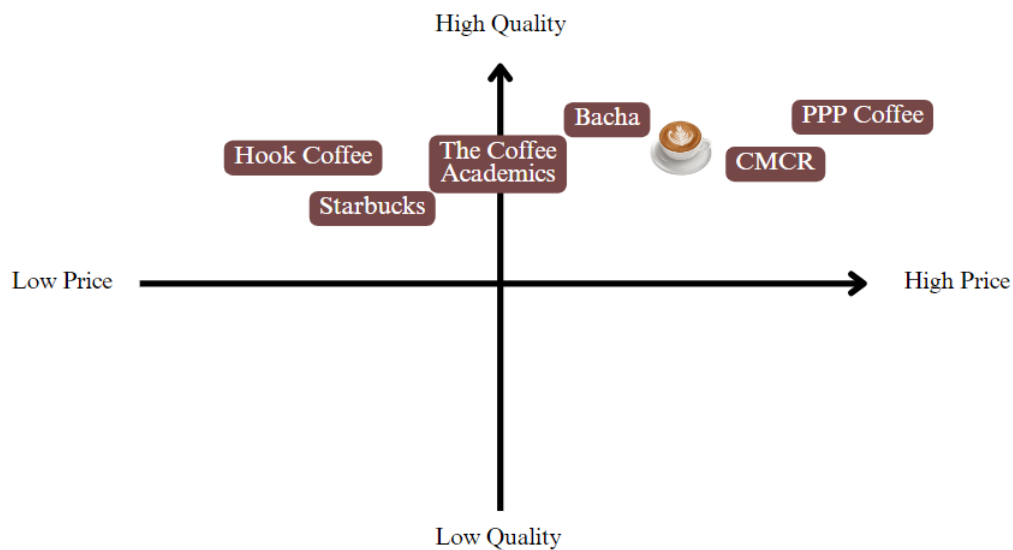 High Quality
Bacha
PPP Coffee
Hook Coffee
The Coffee
Academics
CMCR
Starbucks
Low Price
High Price
Low Quality